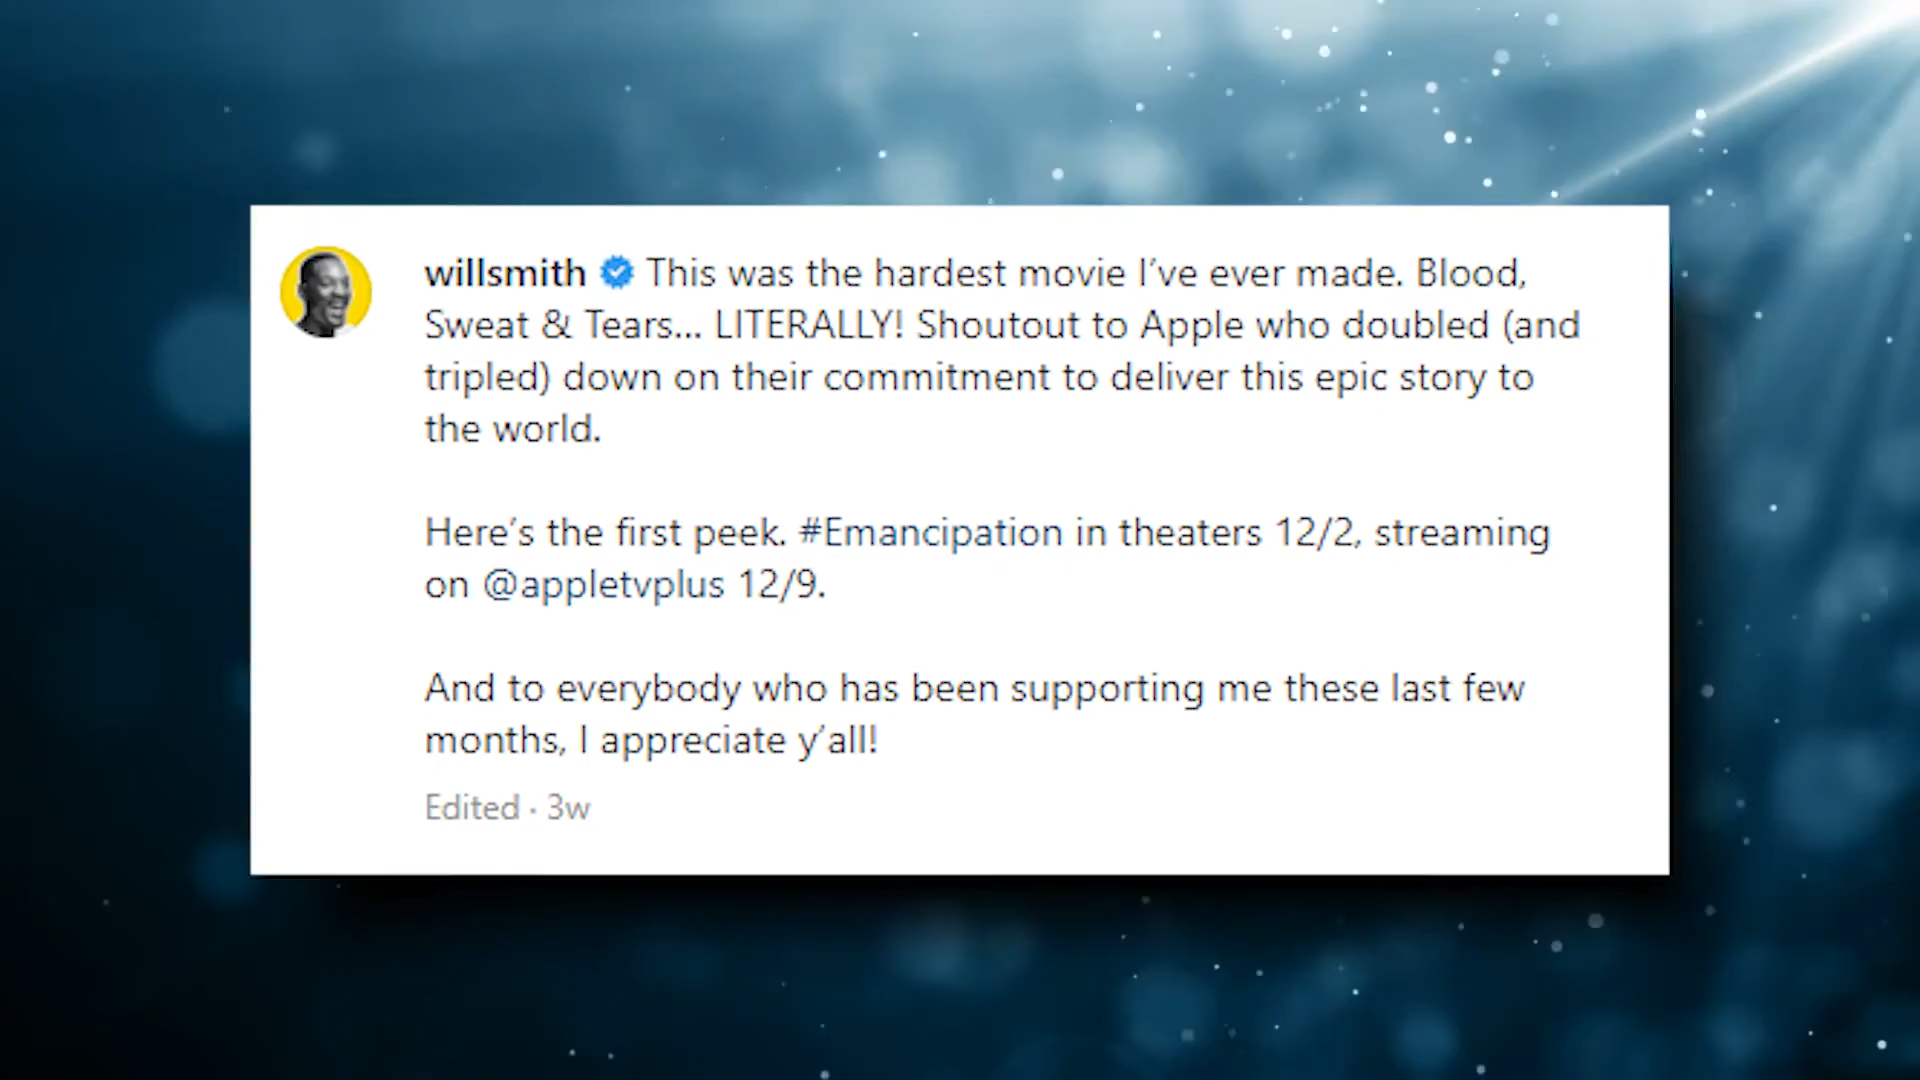 willsmith This was the hardest movie I’ve ever made. Blood,
Sweat & Tears... LITERALLY! Shoutout to Apple who doubled (and
tripled) down on their commitment to deliver this epic story to
the world.
Here’s the first peek. #Emancipation in theaters 12/2, streaming
on @appletvplus 12/9.
And to everybody who has been supporting me these last few
months, I appreciate y’all!
Edited · 3w